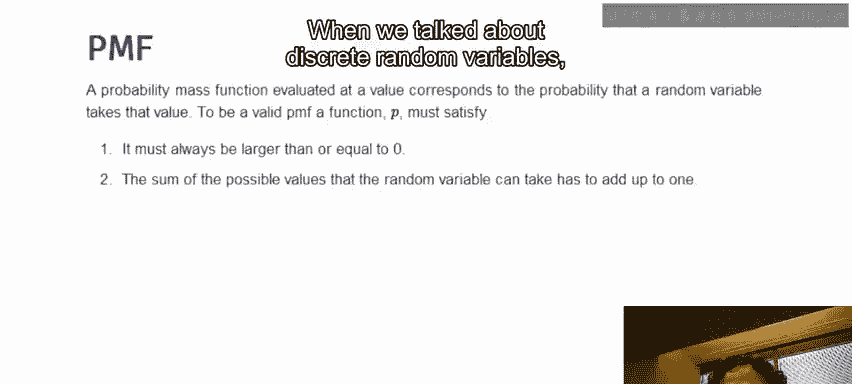 When we talked about
discrete random variables,
PMF
A probability mass function evaluated at a value corresponds to the probability that a random variable
takes that value. To be a valid pmf a function, p, must satisfy
1. It must always be larger than or equal to 0.
2. The sum of the possible values that the random variable can take has to add up to one.